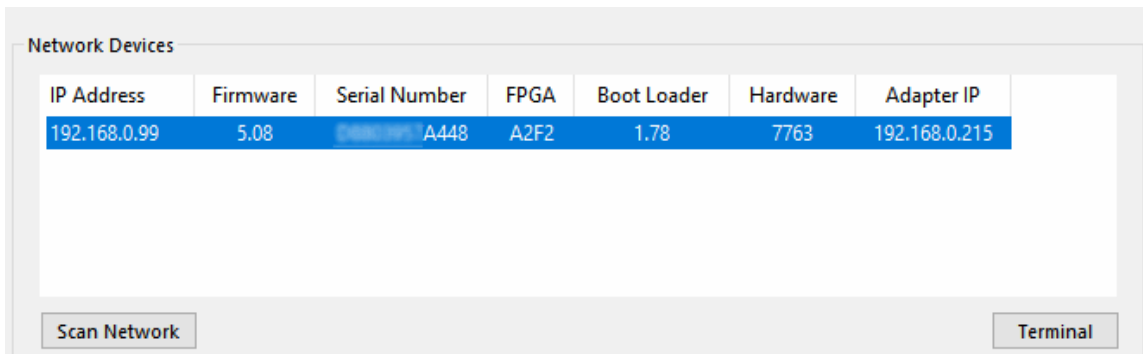 Network Devices
IP Address Firmware Serial Number FPGA Boot Loader Hardware Adapter IP
192.168.0.99 5.08 A448 A2F2 1.78 7763 192.168.0.215
Scan Network Terminal